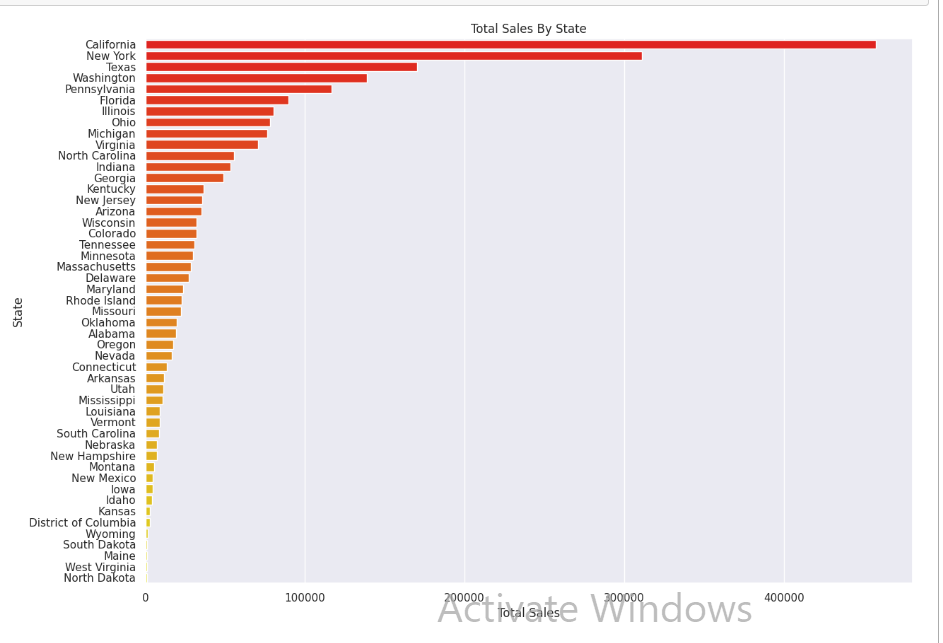 Total Sales By State
California
New York
Texas
Washington
Pennsylvania
Florida
Illinois
Ohio
Michigan
Virginia
North Carolina
Indiana
Georgia
Kentucky
New Jersey
Arizona
Wisconsin
Colorado
Tennessee
Minnesota
Massachusetts
Delaware
Maryland
Rhode Island
Missouri
Oklahoma
Alabama
Oregon
Nevada
Connecticut
Arkansas
Utah
Mississippi
Louisiana
Vermont
South Carolina
Nebraska
New Hampshire
Montana
New Mexico
Iowa
Idaho
Kansas
District of Columbia
Wyoming
South Dakota
Maine
West Virginia
North Dakota
State
0 100000 200000 300000 400000
Total Sales
Activate Windows